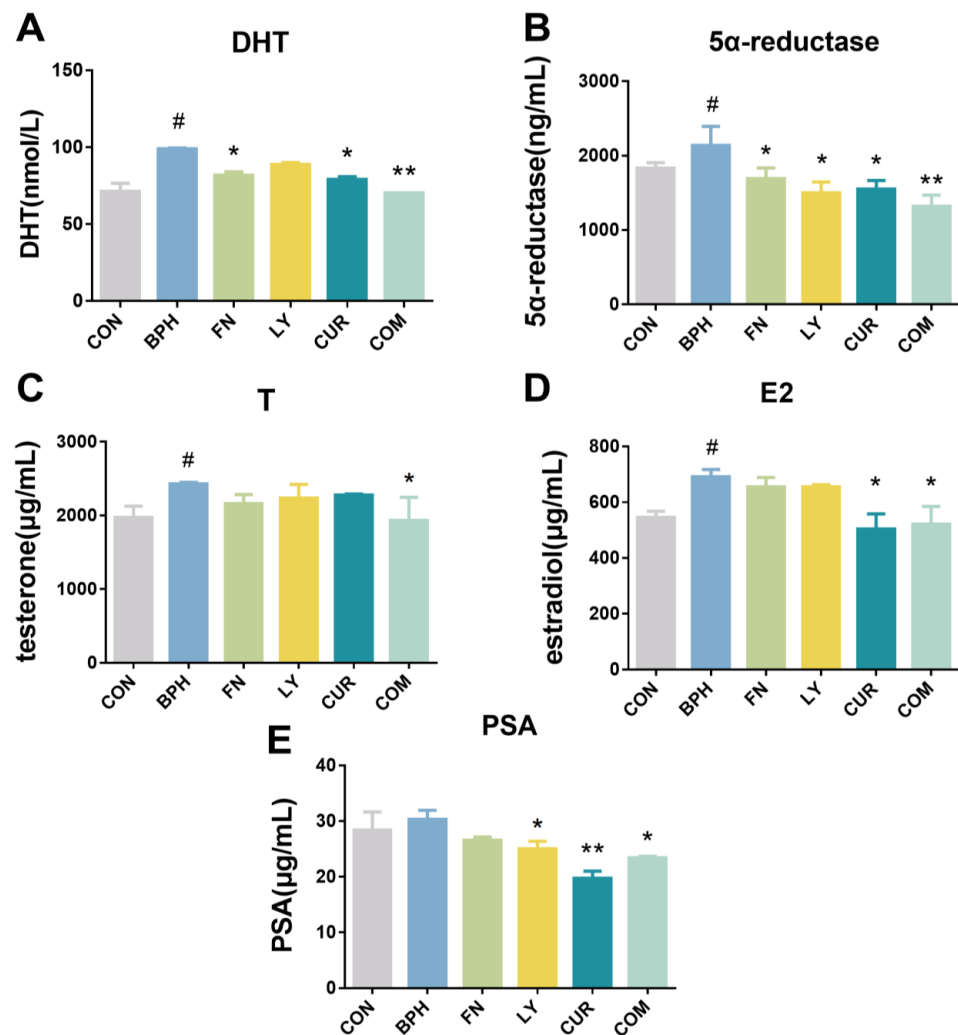 A
DHT
DHT(nmol/L)
150
100
50
0
#
*
*
**
CON
BPH
FN
LY
CUR
COM
B
5α-reductase
5α-reductase(ng/mL)
3000
2000
1000
0
#
*
*
*
**
CON
BPH
FN
LY
CUR
COM
C
T
testerone(μg/mL)
3000
2000
1000
0
#
*
CON
BPH
FN
LY
CUR
COM
D
E2
estradiol(μg/mL)
800
600
400
200
0
#
*
*
CON
BPH
FN
LY
CUR
COM
E
PSA
PSA(μg/mL)
40
30
20
10
0
*
**
*
CON
BPH
FN
LY
CUR
COM